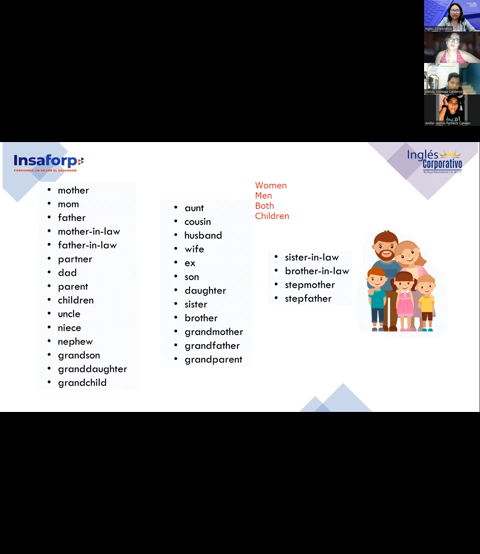 Insaforp
Inglés
Corporativo
mother
mom
father
mother-in-law
father-in-law
partner
dad
parent
children
uncle
niece
nephew
grandson
granddaughter
grandchild
aunt
cousin
husband
wife
ex
son
daughter
sister
brother
grandmother
grandfather
grandparent
Women
Men
Both
Children
sister-in-law
brother-in-law
stepmother
stepfather